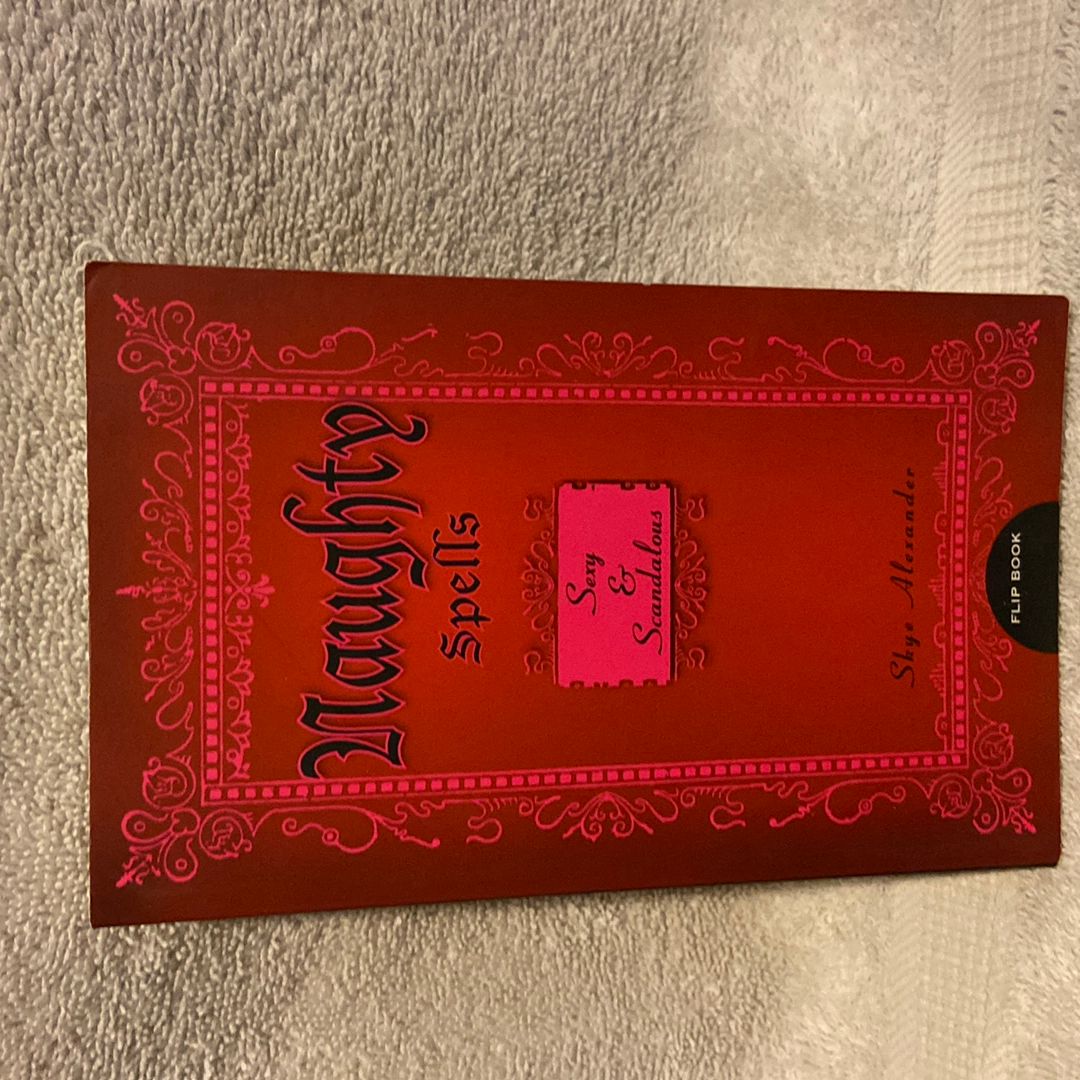 Naughty
Spells
Sexy
&
Scandalous
Skye Alexander
FLIP BOOK